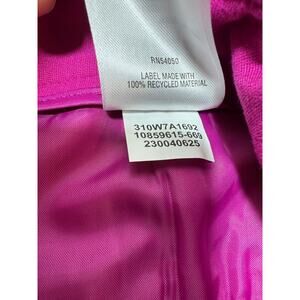 RN54050
LABEL MADE WITH
100% RECYCLED MATERIAL
310W7A1692
10859615-669
230040625